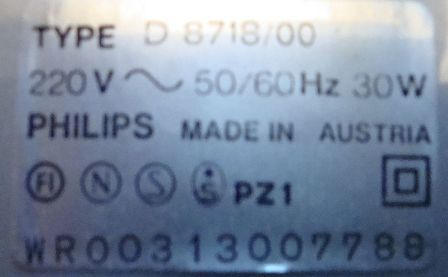 TYPE D 8718/00
220V ~ 50/60Hz 30W
PHILIPS MADE IN AUSTRIA
FI N S S PZ1
WR00313007788